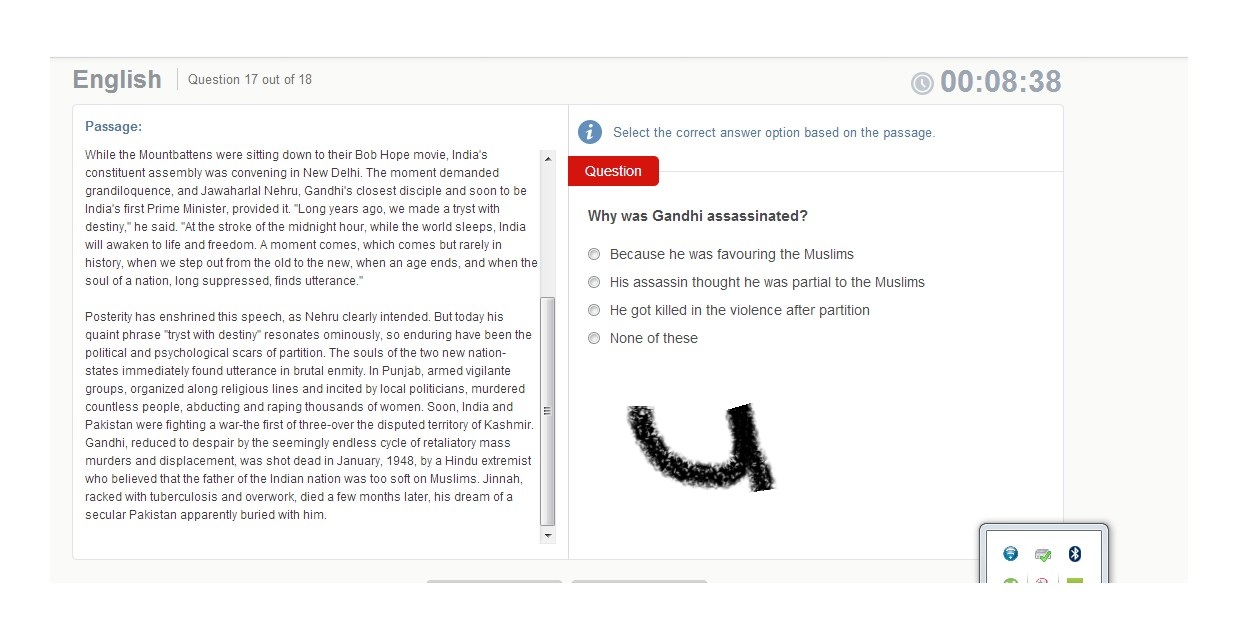 English
Question 17 out of 18
00:08:38
Passage:
While the Mountbattens were sitting down to their Bob Hope movie, India's
constituent assembly was convening in New Delhi. The moment demanded
grandiloquence, and Jawaharlal Nehru, Gandhi's closest disciple and soon to be
India's first Prime Minister, provided it. "Long years ago, we made a tryst with
destiny," he said. "At the stroke of the midnight hour, while the world sleeps, India
will awaken to life and freedom. A moment comes, which comes but rarely in
history, when we step out from the old to the new, when an age ends, and when the
soul of a nation, long suppressed, finds utterance."
Posterity has enshrined this speech, as Nehru clearly intended. But today his
quaint phrase "tryst with destiny" resonates ominously, so enduring have been the
political and psychological scars of partition. The souls of the two new nation-
states immediately found utterance in brutal enmity. In Punjab, armed vigilante
groups, organized along religious lines and incited by local politicians, murdered
countless people, abducting and raping thousands of women. Soon, India and
Pakistan were fighting a war-the first of three-over the disputed territory of Kashmir.
Gandhi, reduced to despair by the seemingly endless cycle of retaliatory mass
murders and displacement, was shot dead in January, 1948, by a Hindu extremist
who believed that the father of the Indian nation was too soft on Muslims. Jinnah,
racked with tuberculosis and overwork, died a few months later, his dream of a
secular Pakistan apparently buried with him.
Select the correct answer option based on the passage.
Question
Why was Gandhi assassinated?
Because he was favouring the Muslims
His assassin thought he was partial to the Muslims
He got killed in the violence after partition
None of these